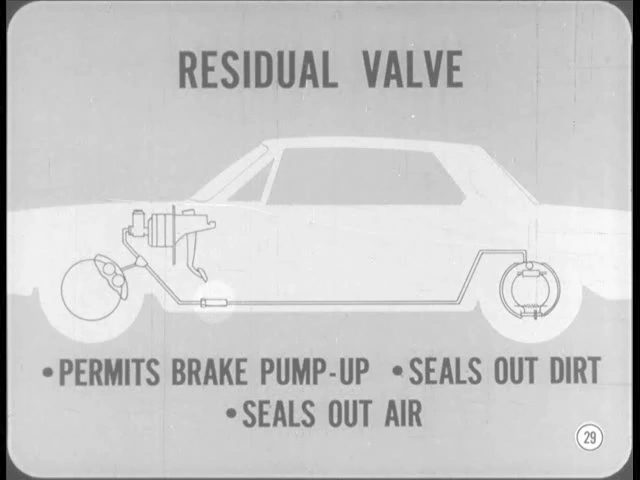 RESIDUAL VALVE
•PERMITS BRAKE PUMP-UP •SEALS OUT DIRT
•SEALS OUT AIR
29